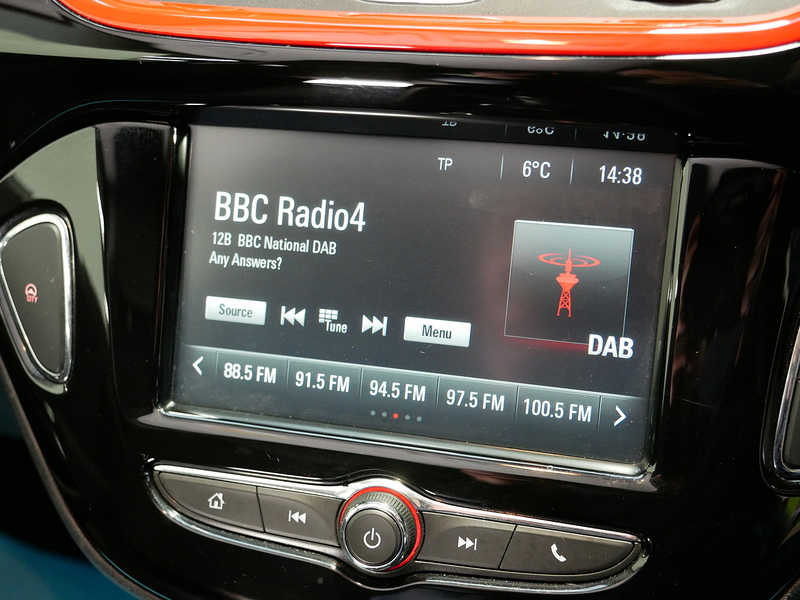 TP 6°C 14:38
BBC Radio4
12B BBC National DAB
Any Answers?
Source
Tune
Menu
DAB
88.5 FM 91.5 FM 94.5 FM 97.5 FM 100.5 FM
CITY